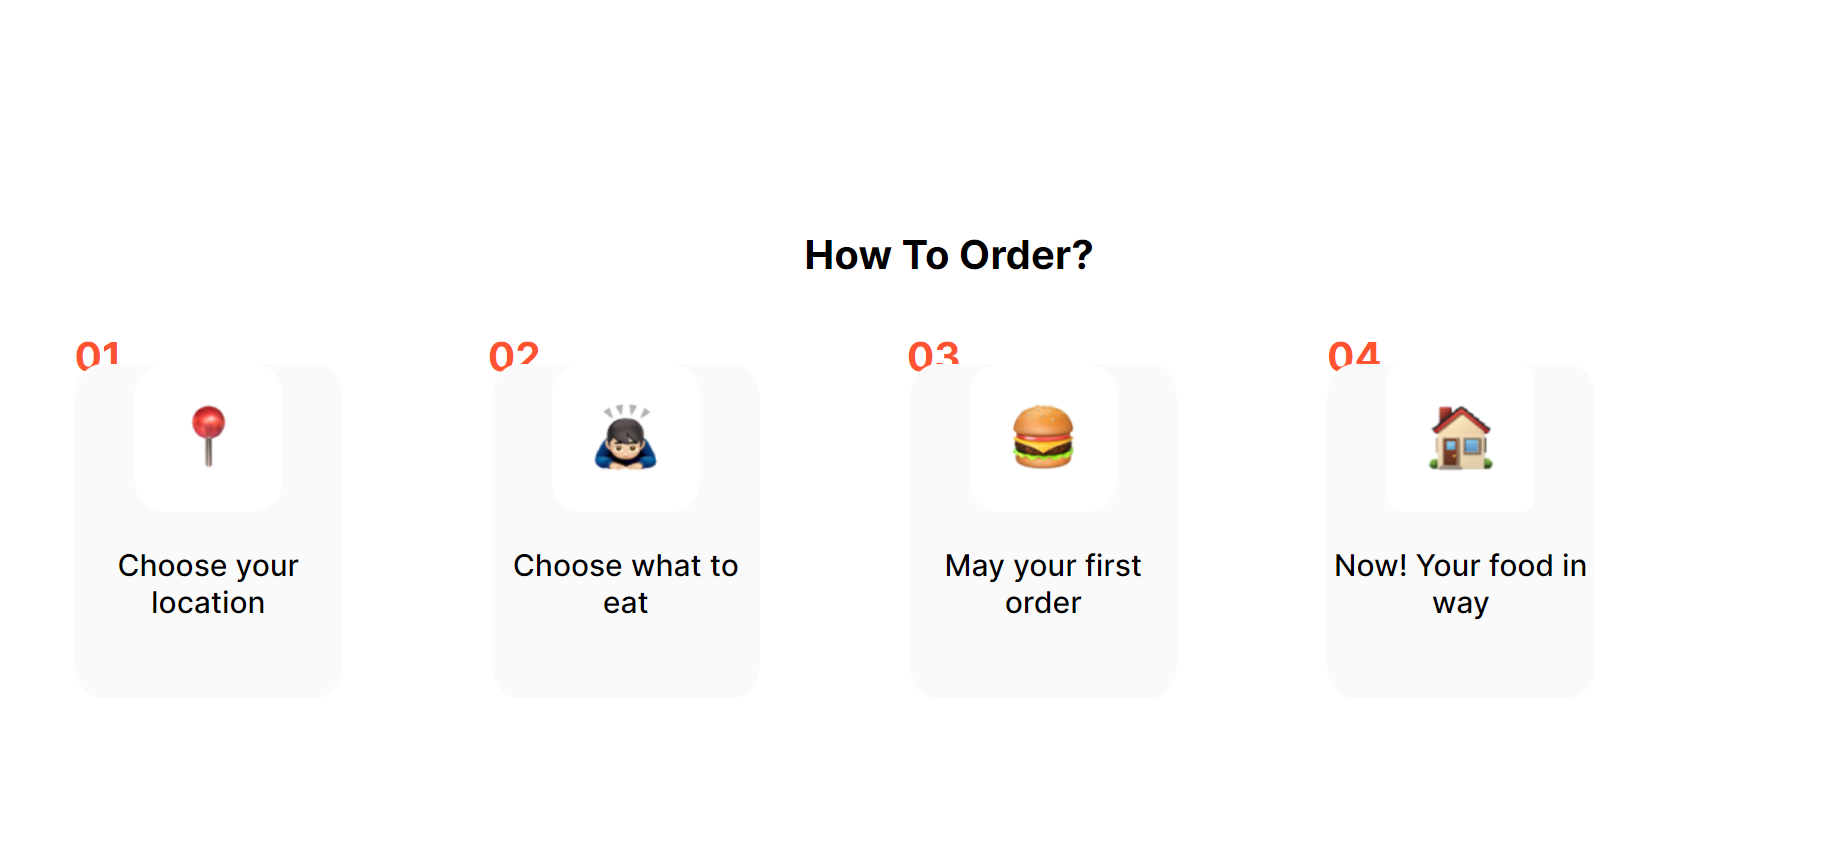 How To Order?
01
02
03
04
Choose your
location
Choose what to
eat
May your first
order
Now! Your food in
way